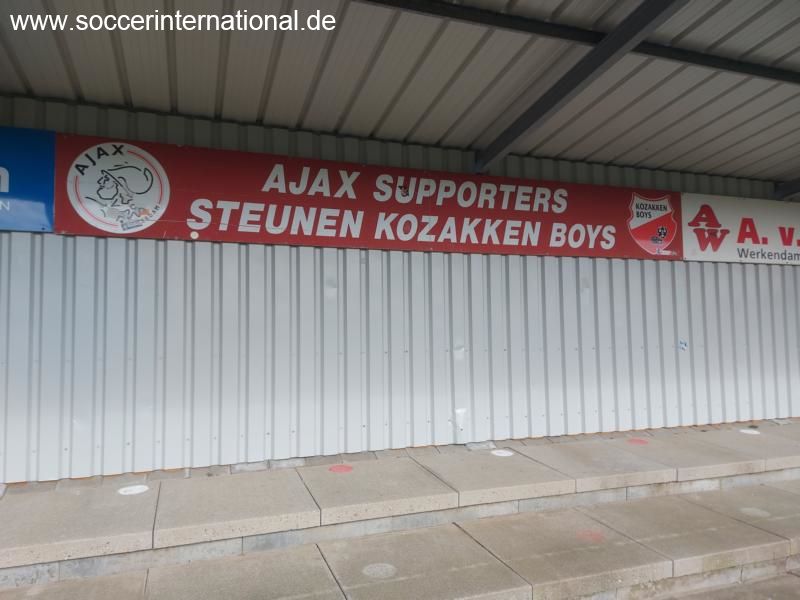 www.soccerinternational.de
AJAX
AJAX SUPPORTERS
STEUNEN KOZAKKEN BOYS
KOZAKKEN
BOYS
AW
A. v.
Werkendam